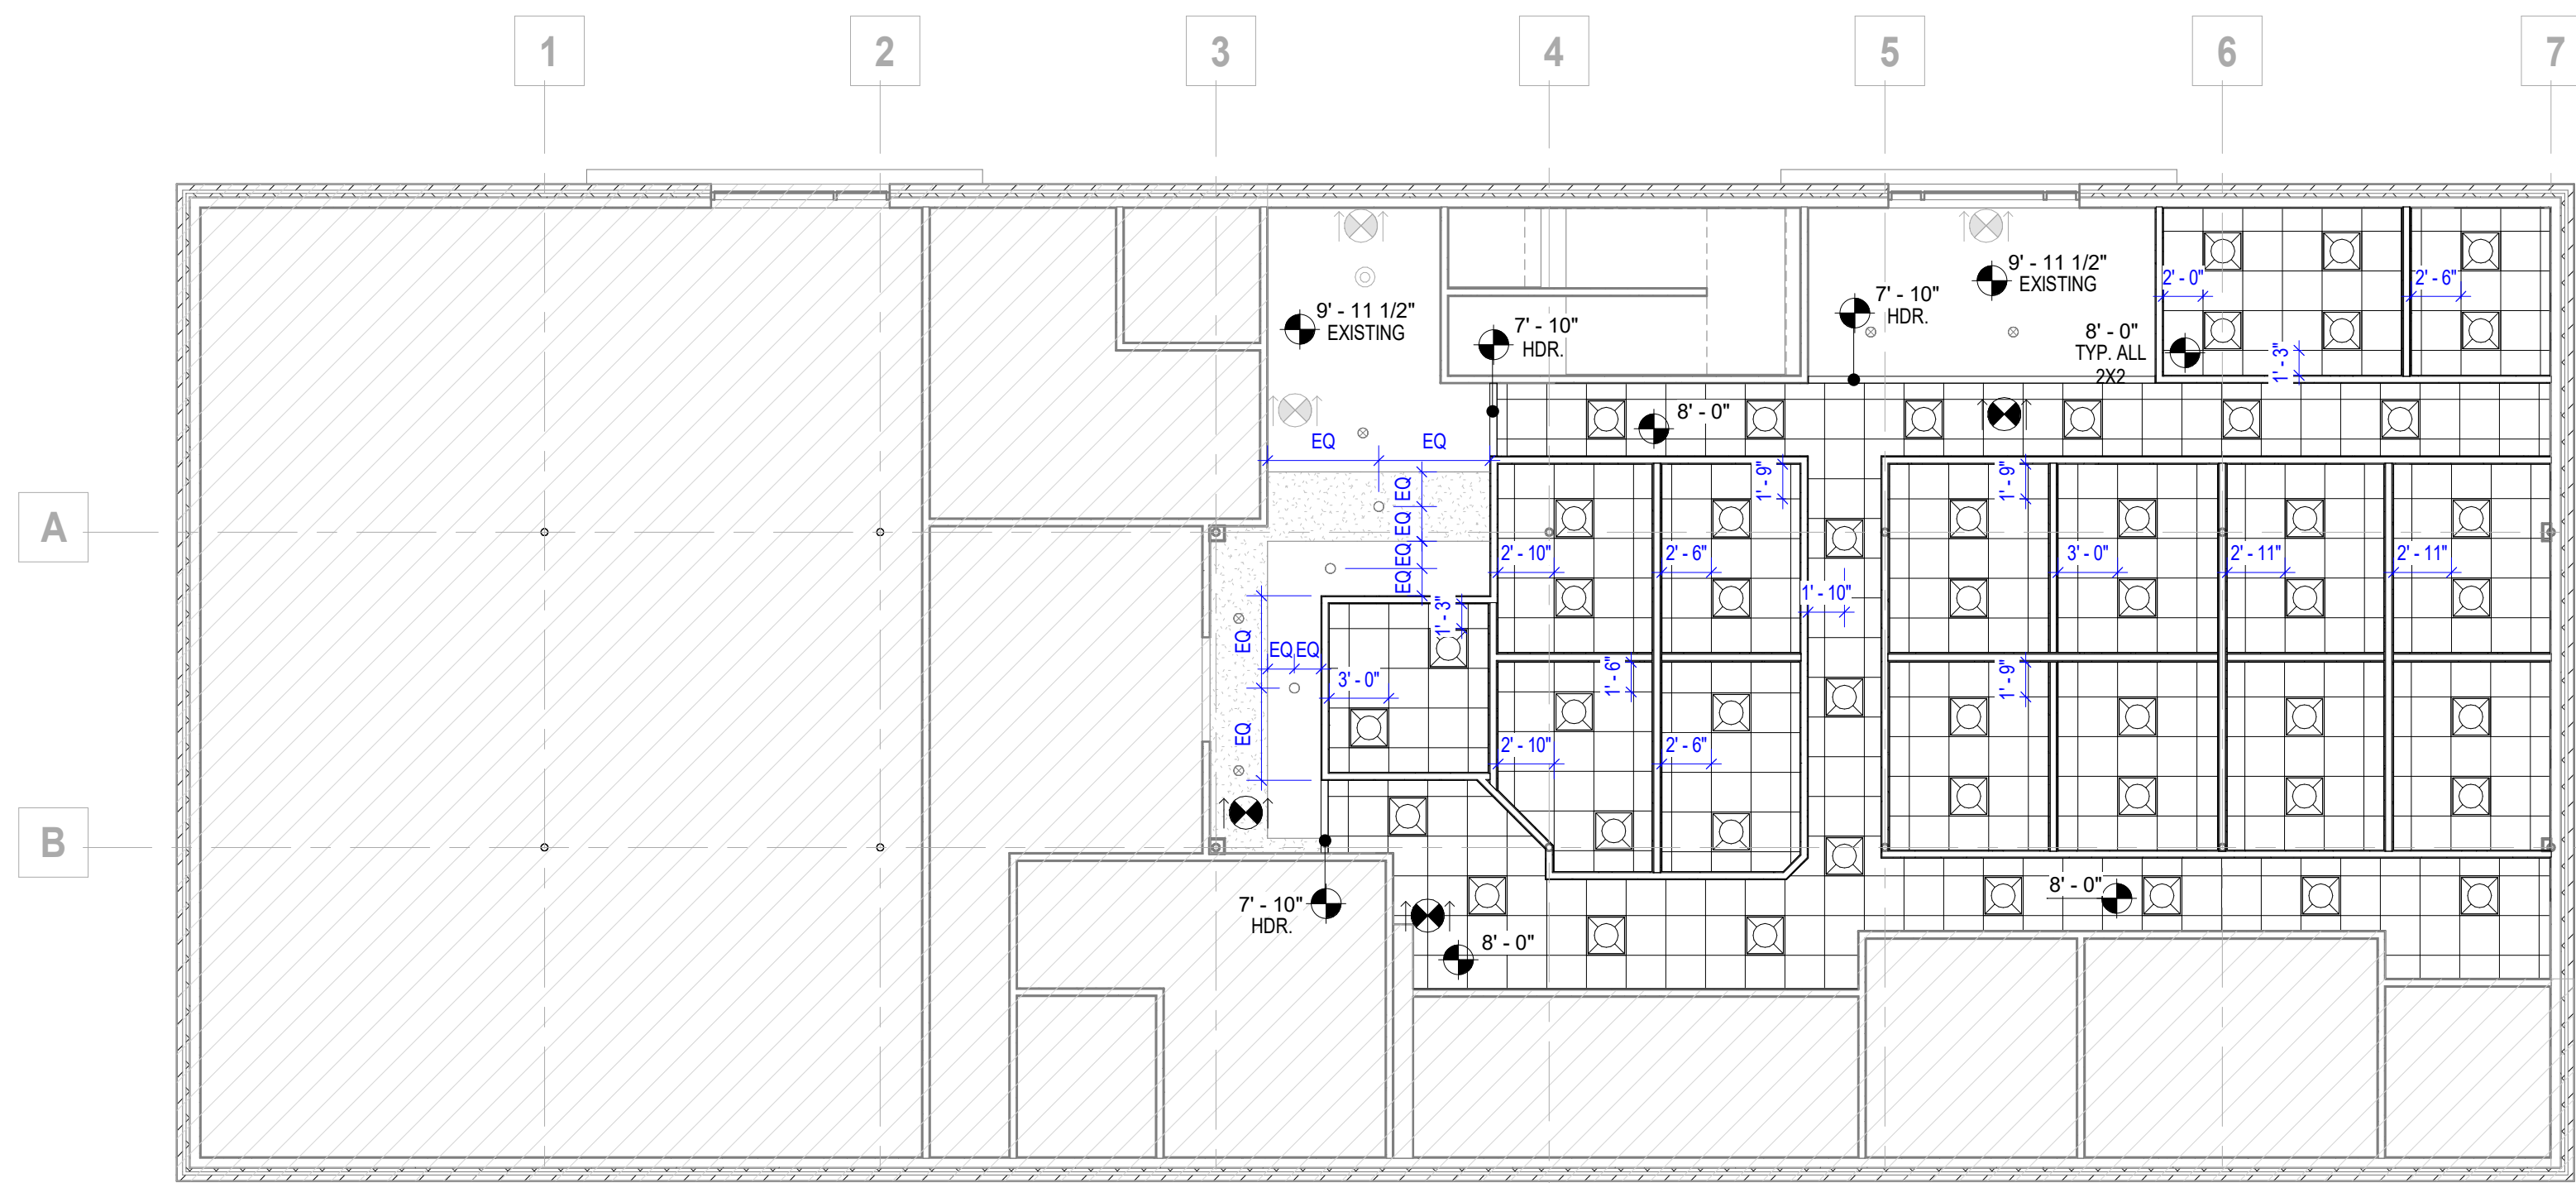 1 2 3 4 5 6 7
9' - 11 1/2"
EXISTING
2' - 0"
2' - 6"
7' - 10"
HDR.
9' - 11 1/2"
EXISTING
7' - 10"
HDR.
8' - 0"
TYP. ALL
2X2
1' - 3"
8' - 0"
EQ EQ
EQ
EQ
EQ
EQ
1' - 9"
1' - 9"
A
2' - 10"
2' - 6"
3' - 0"
2' - 11"
2' - 11"
1' - 10"
1' - 3"
EQ
EQ EQ
3' - 0"
1' - 6"
1' - 9"
EQ
2' - 10"
2' - 6"
B
7' - 10"
HDR.
8' - 0"
8' - 0"